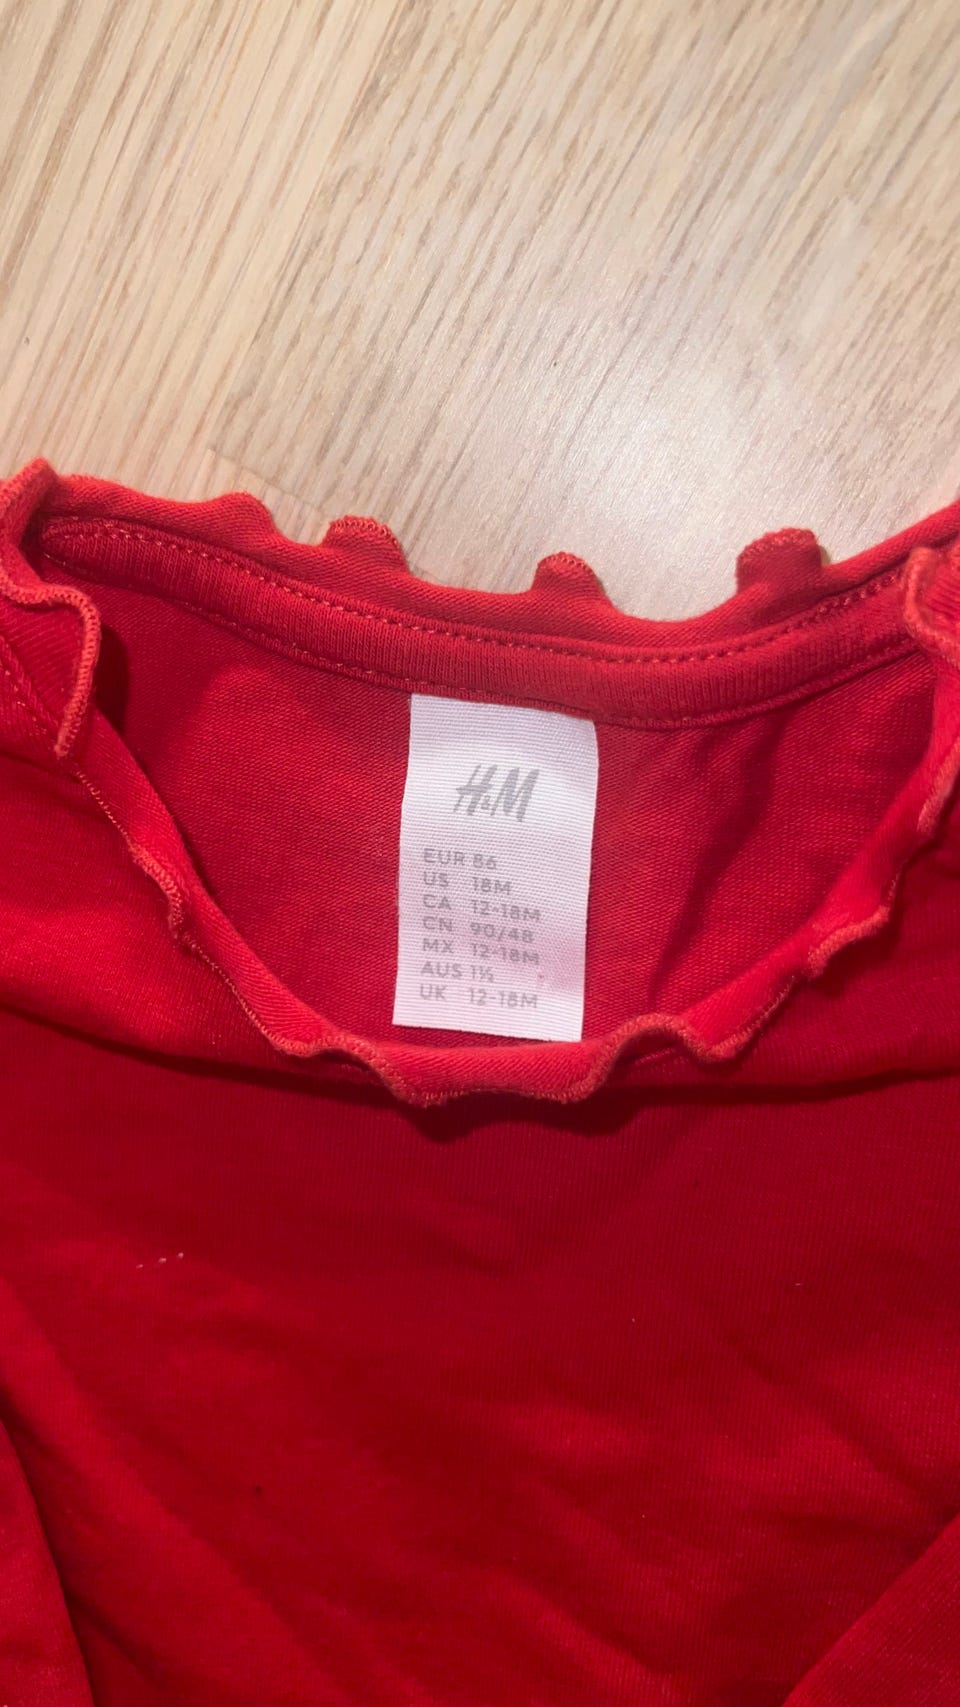 H&M
EUR 86
US 18M
CA 12-18M
CN 90/48
MX 12-18M
AUS 1½
UK 12-18M